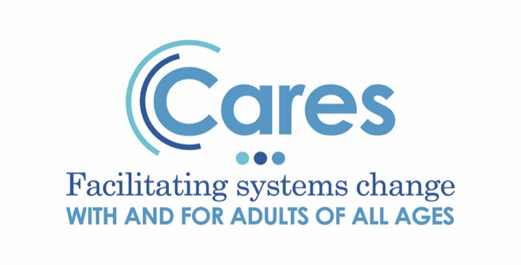 Cares
Facilitating systems change
WITH AND FOR ADULTS OF ALL AGES